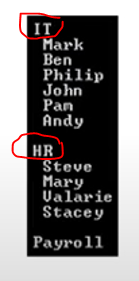 IT
Mark
Ben
Philip
John
Pam
Andy
HR
Steve
Mary
Valarie
Stacey
Payroll